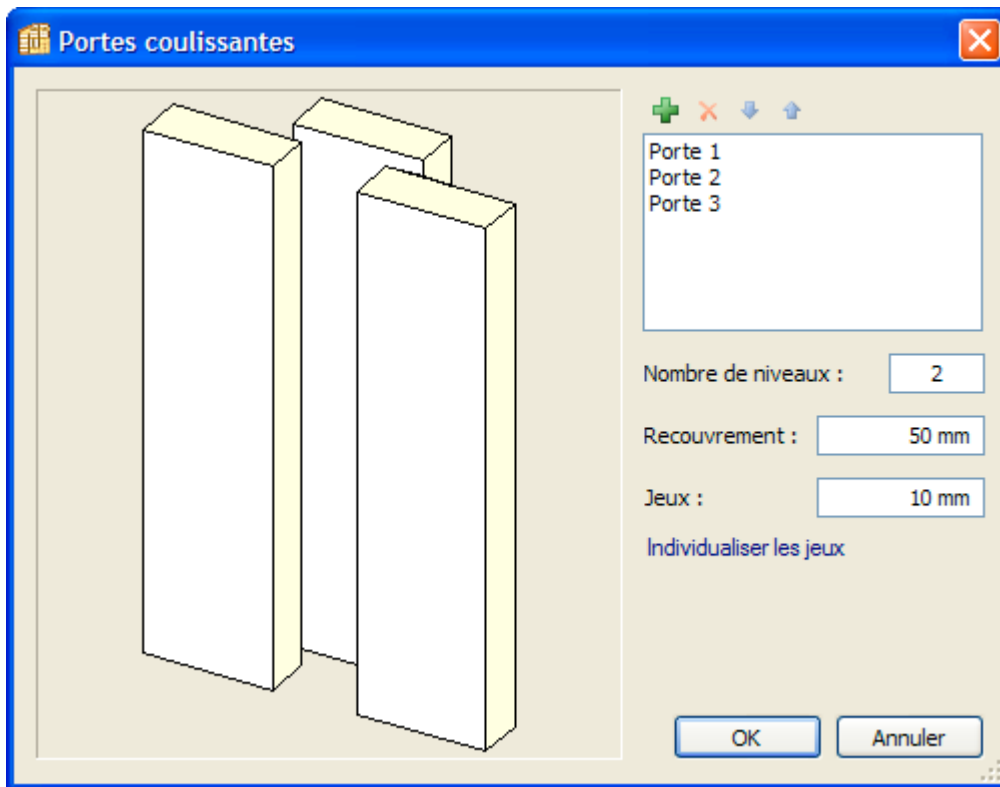 Portes coulissantes
Porte 1
Porte 2
Porte 3
Nombre de niveaux : 2
Recouvrement : 50 mm
Jeux : 10 mm
Individualiser les jeux
OK Annuler